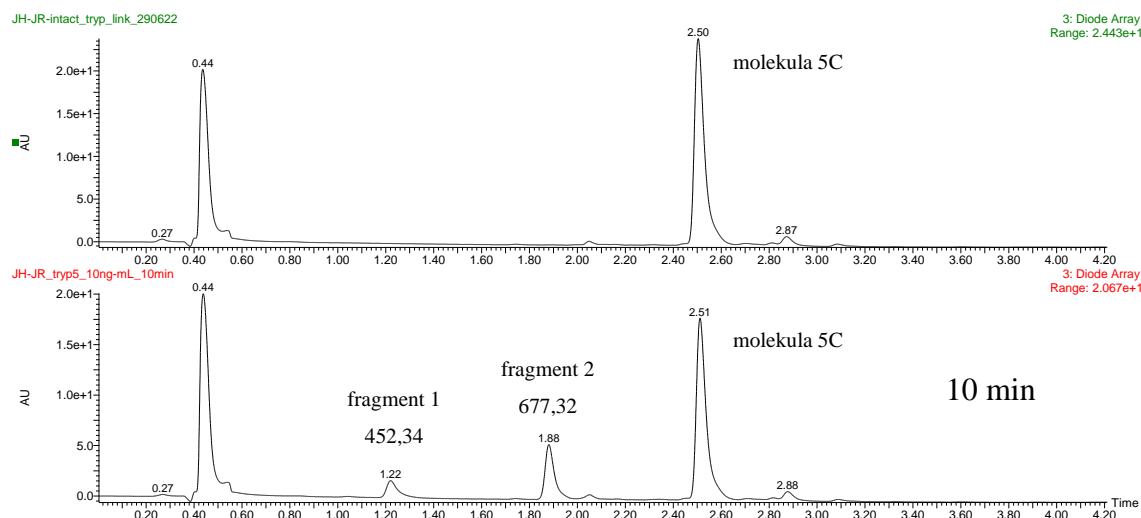 JH-JR-intact_tryp_link_290622
3: Diode Array
Range: 2.443e+1
2.50
molekula 5C
0.44
2.0e+1
1.5e+1
AU
1.0e+1
5.0
0.27
2.87
0.0
0.20 0.40 0.60 0.80 1.00 1.20 1.40 1.60 1.80 2.00 2.20 2.40 2.60 2.80 3.00 3.20 3.40 3.60 3.80 4.00 4.20
JH-JR_tryp5_10ng-mL_10min
3: Diode Array
Range: 2.067e+1
0.44
2.0e+1
2.51
molekula 5C
1.5e+1
fragment 2
10 min
677,32
fragment 1
AU
1.0e+1
452,34
1.88
5.0
1.22
0.27
2.88
0.0
Time
0.20 0.40 0.60 0.80 1.00 1.20 1.40 1.60 1.80 2.00 2.20 2.40 2.60 2.80 3.00 3.20 3.40 3.60 3.80 4.00 4.20